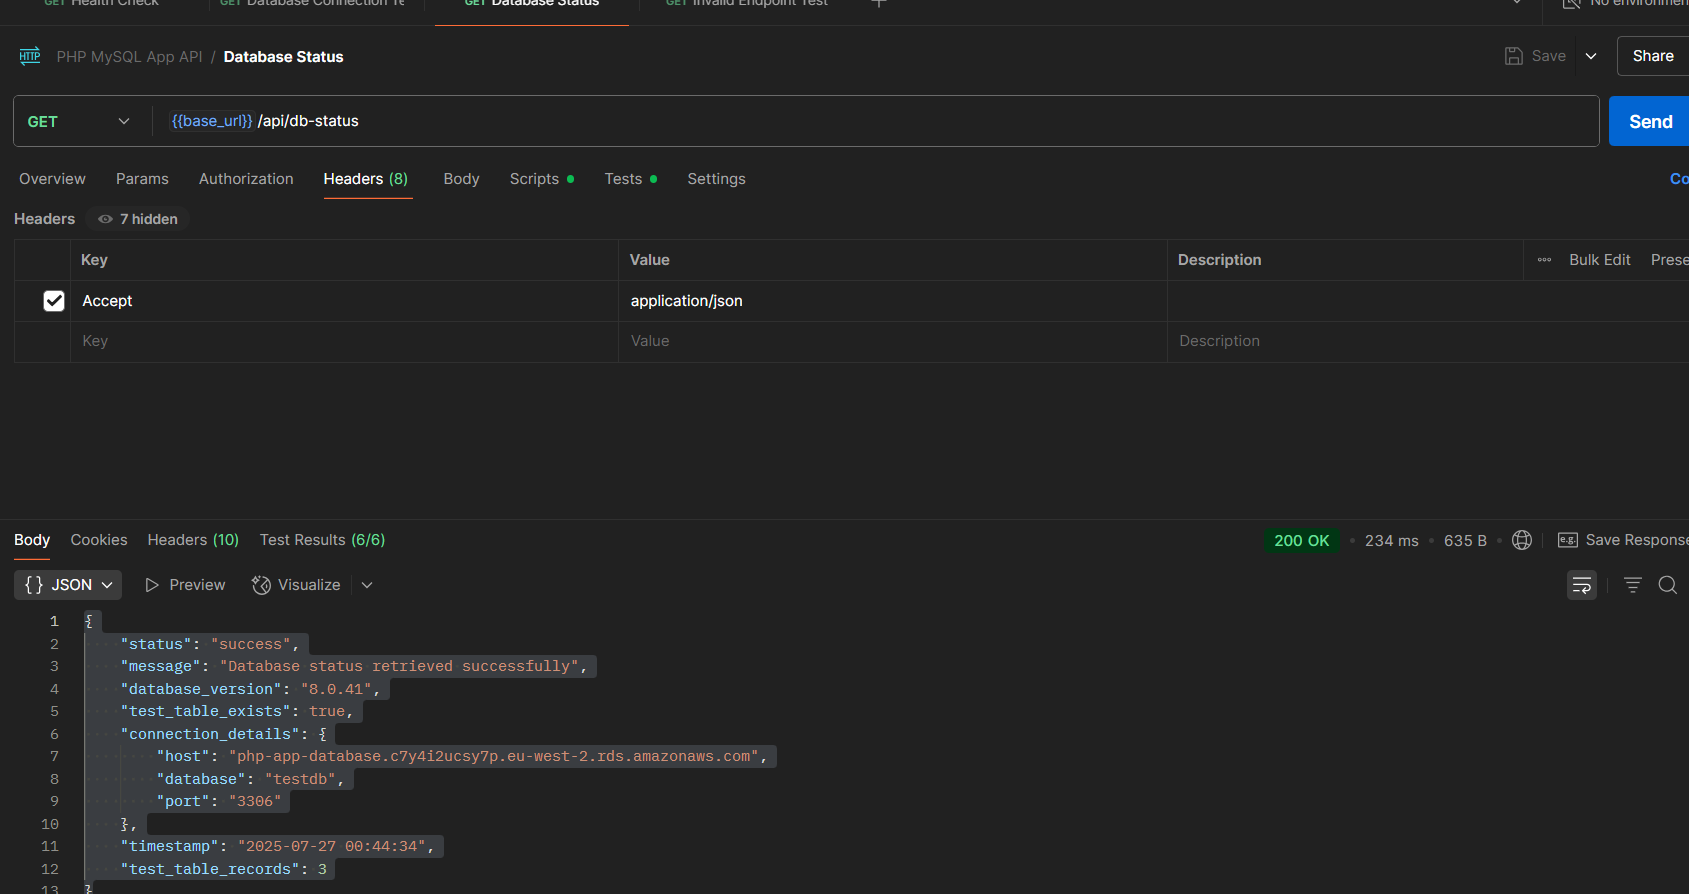 GET Health Check GET Database Connection Te GET Database Status GET Invalid Endpoint Test No environmen
HTTP PHP MySQL App API / Database Status Save Share
GET {{base_url}} /api/db-status Send
Overview Params Authorization Headers (8) Body Scripts Tests Settings Co
Headers 7 hidden
Key Value Description Bulk Edit Prese
Accept application/json
Key Value Description
Body Cookies Headers (10) Test Results (6/6) 200 OK 234 ms 635 B e.g. Save Response
{} JSON Preview Visualize
1 {
2 "status": "success",
3 "message": "Database status retrieved successfully",
4 "database_version": "8.0.41",
5 "test_table_exists": true,
6 "connection_details": {
7 "host": "php-app-database.c7y4i2ucsy7p.eu-west-2.rds.amazonaws.com",
8 "database": "testdb",
9 "port": "3306"
10 },
11 "timestamp": "2025-07-27 00:44:34",
12 "test_table_records": 3
13 }